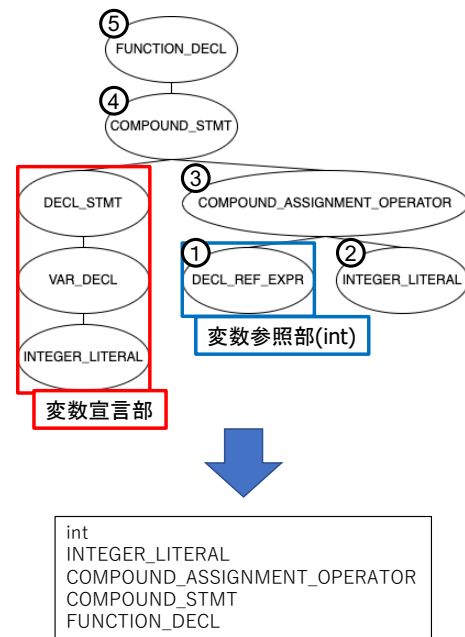 ⑤
FUNCTION_DECL
④
COMPOUND_STMT
DECL_STMT
③
COMPOUND_ASSIGNMENT_OPERATOR
VAR_DECL
①
DECL_REF_EXPR
②
INTEGER_LITERAL
変数参照部(int)
INTEGER_LITERAL
変数宣言部
int
INTEGER_LITERAL
COMPOUND_ASSIGNMENT_OPERATOR
COMPOUND_STMT
FUNCTION_DECL